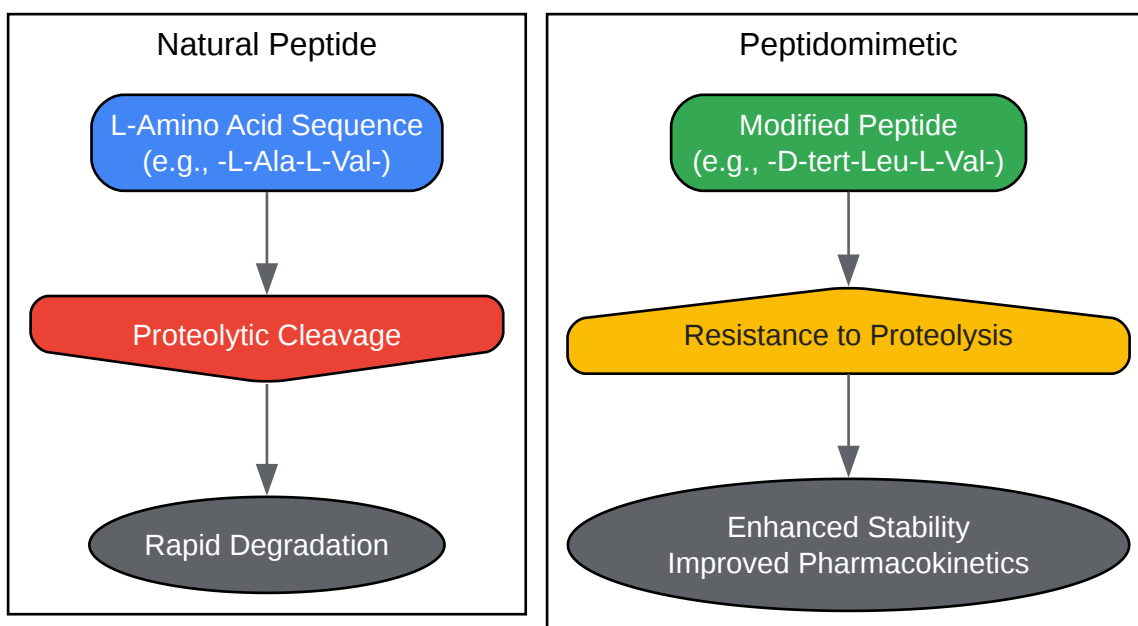 Natural Peptide
L-Amino Acid Sequence
(e.g., -L-Ala-L-Val-)
Proteolytic Cleavage
Rapid Degradation
Peptidomimetic
Modified Peptide
(e.g., -D-tert-Leu-L-Val-)
Resistance to Proteolysis
Enhanced Stability
Improved Pharmacokinetics